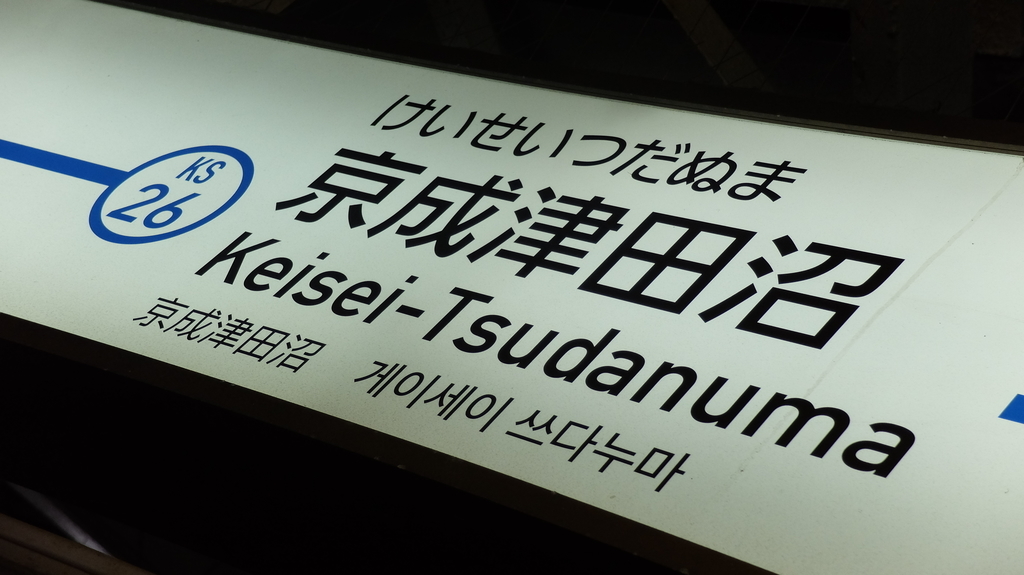 けいせいつだぬま
KS
26
京成津田沼
Keisei-Tsudanuma
京成津田沼 게이세이 쓰다누마